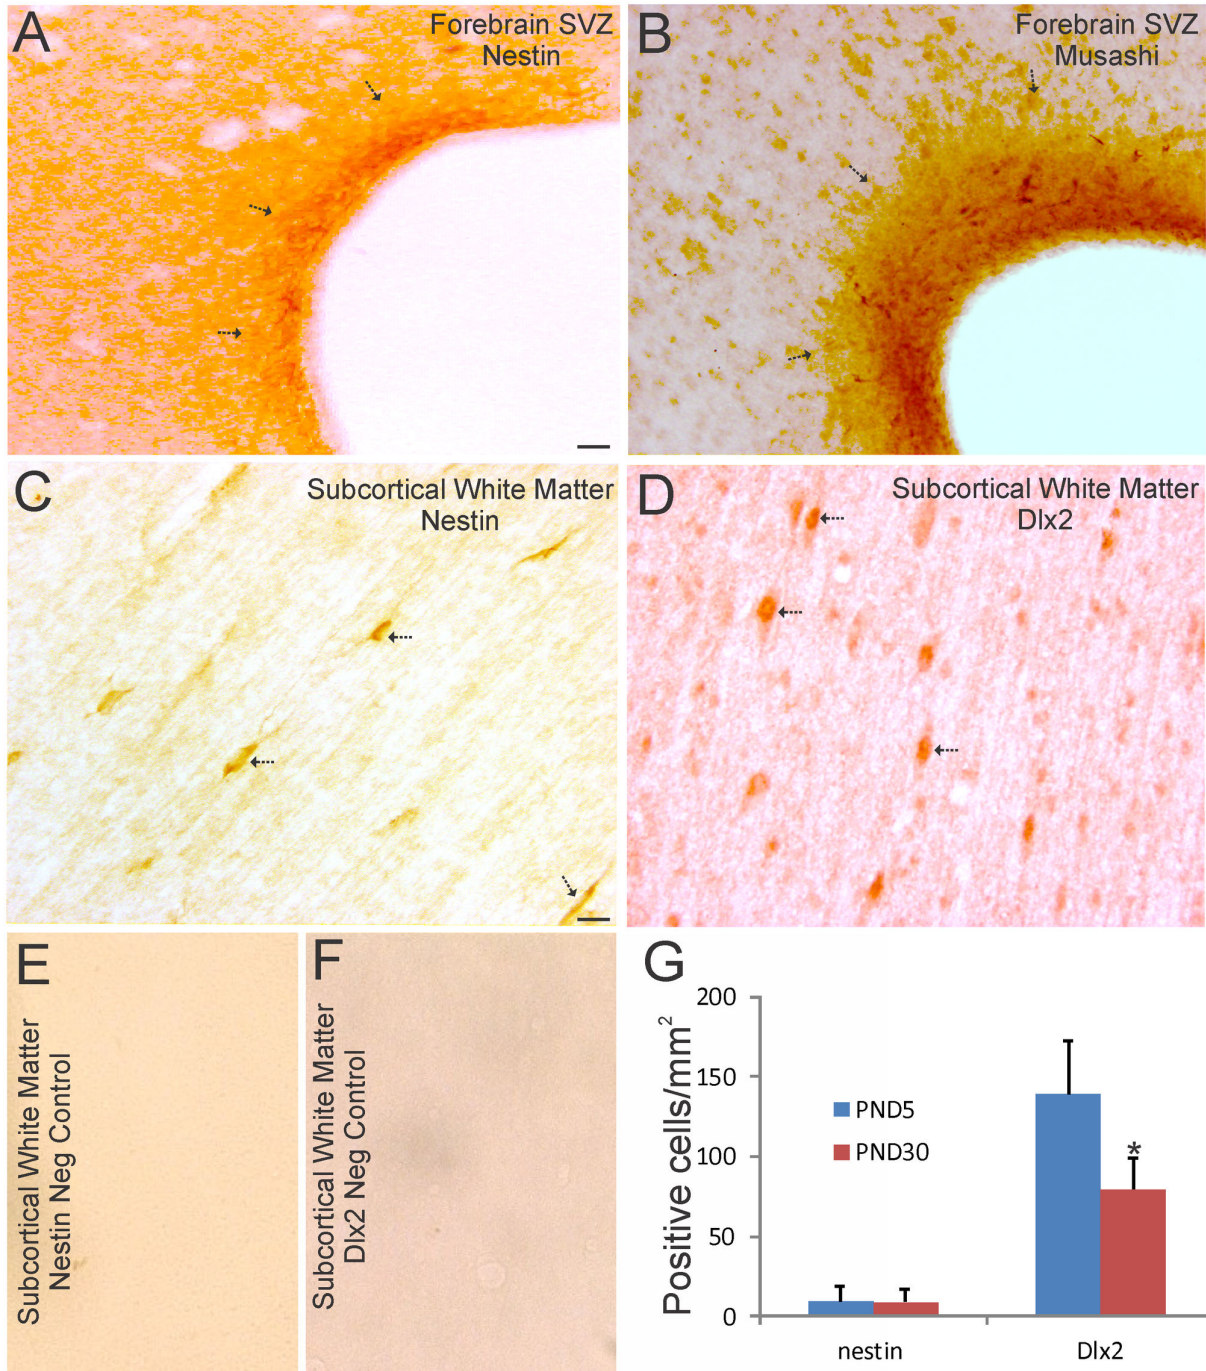 A
Forebrain SVZ
Nestin
B
Forebrain SVZ
Musashi
C
Subcortical White Matter
Nestin
D
Subcortical White Matter
Dlx2
E
Subcortical White Matter
Nestin Neg Control
F
Subcortical White Matter
Dlx2 Neg Control
G
Positive cells/mm²
200
150
100
50
0
PND5
PND30
*
nestin
Dlx2